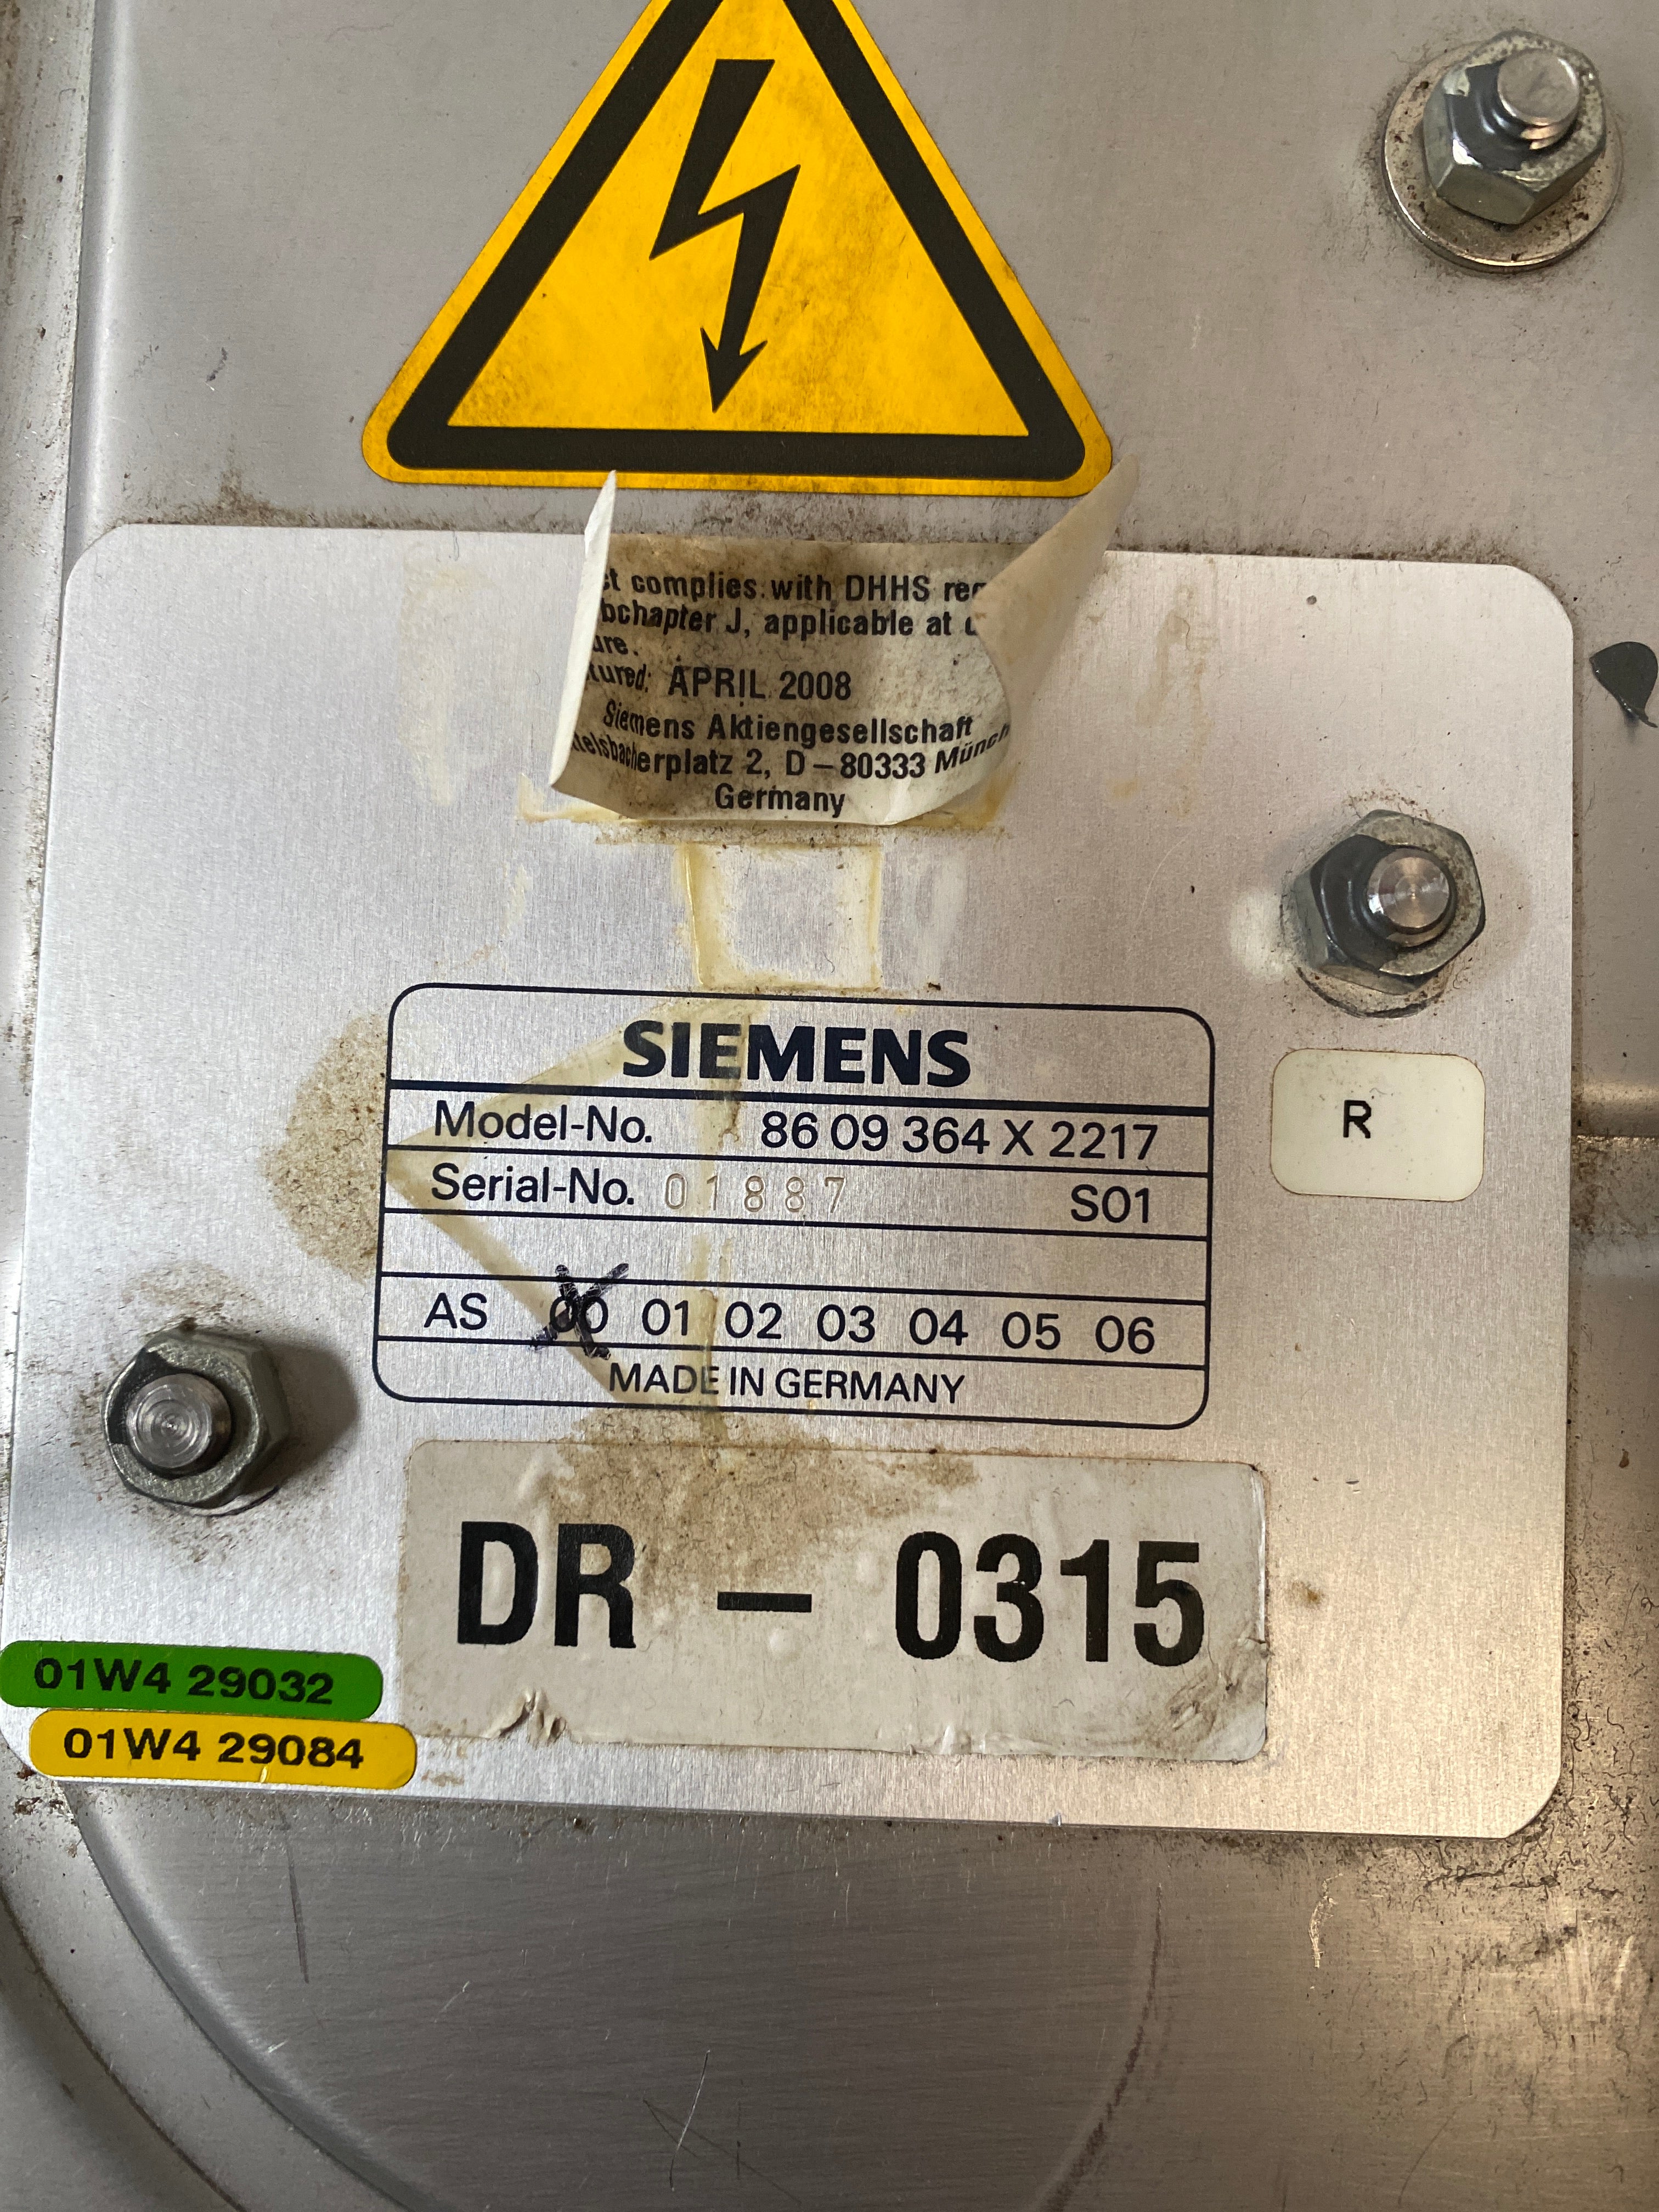 complies with DHHS
bchapter J, applicable at
ure.
tured: APRIL 2008
Siemens Aktiengesellschaft
elsbacherplatz 2, D – 80333 Münch
Germany
SIEMENS
Model-No. 86 09 364 X 2217
Serial-No. 01887 S01
AS 00 01 02 03 04 05 06
MADE IN GERMANY
R
DR – 0315
01W4 29032
01W4 29084